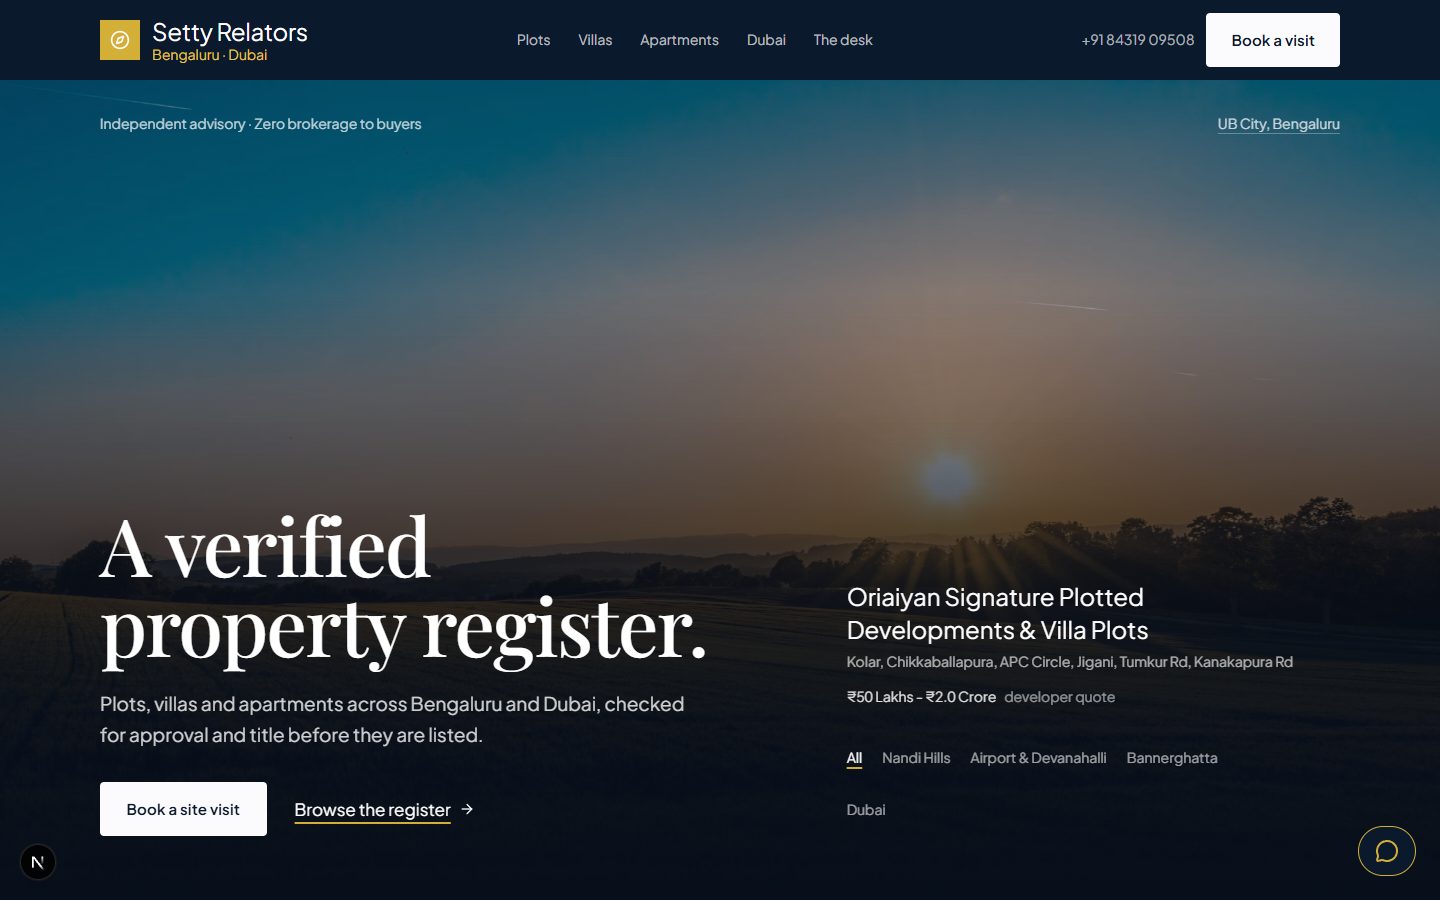 Setty Relators
Bengaluru · Dubai
Plots
Villas
Apartments
Dubai
The desk
+91 84319 09508
Book a visit
Independent advisory · Zero brokerage to buyers
UB City, Bengaluru
A verified
property register.
Plots, villas and apartments across Bengaluru and Dubai, checked
for approval and title before they are listed.
Book a site visit
Browse the register →
Oriaiyan Signature Plotted
Developments & Villa Plots
Kolar, Chikkaballapura, APC Circle, Jigani, Tumkur Rd, Kanakapura Rd
₹50 Lakhs - ₹2.0 Crore developer quote
All
Nandi Hills
Airport & Devanahalli
Bannerghatta
Dubai
N